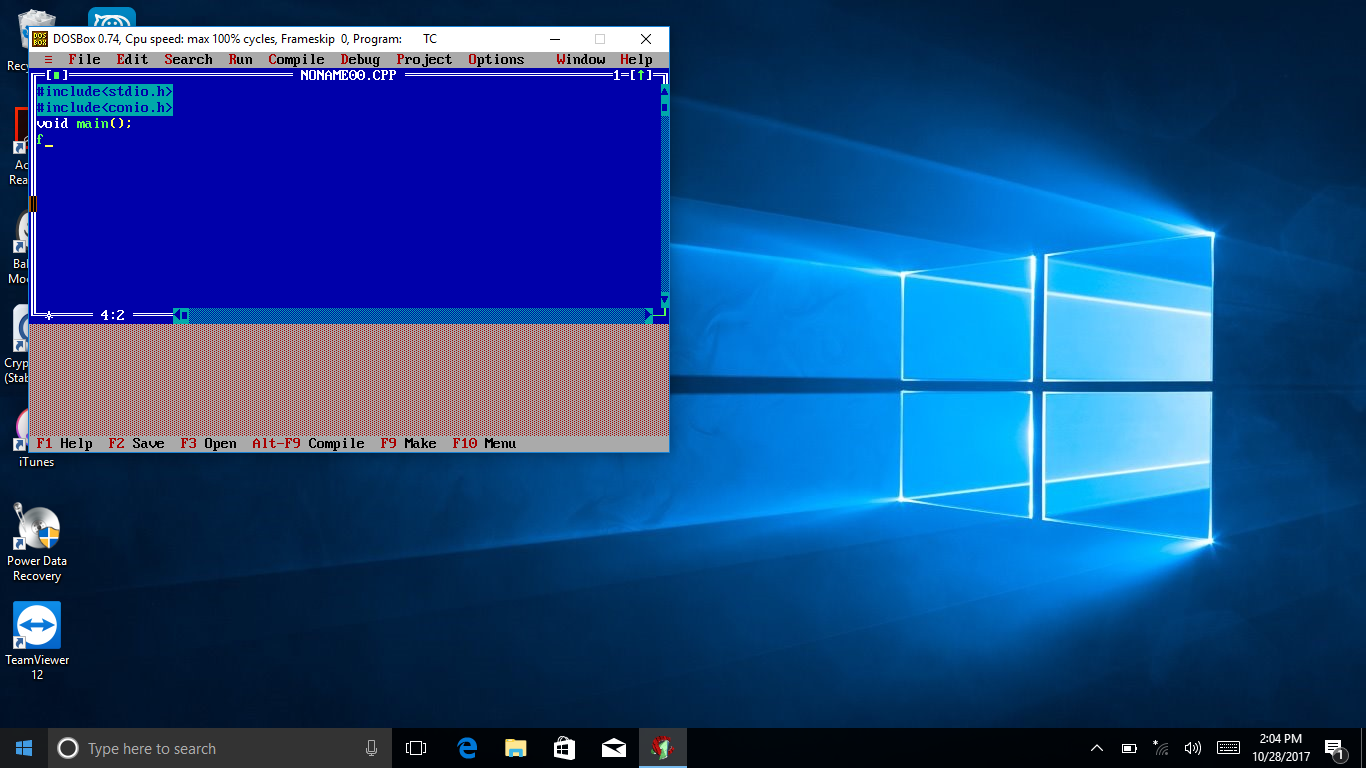 DOSBox 0.74, Cpu speed: max 100% cycles, Frameskip 0, Program: TC
≡ File Edit Search Run Compile Debug Project Options Window Help
[■] NONAME00.CPP 1=[↑]
#include<stdio.h>
#include<conio.h>
void main();
f_
* 4:2
F1 Help F2 Save F3 Open Alt-F9 Compile F9 Make F10 Menu
Recy
Ac
Rea
Bal
Mo
Cryp
(Stab
iTunes
Power Data
Recovery
TeamViewer
12
Type here to search
2:04 PM
10/28/2017
1